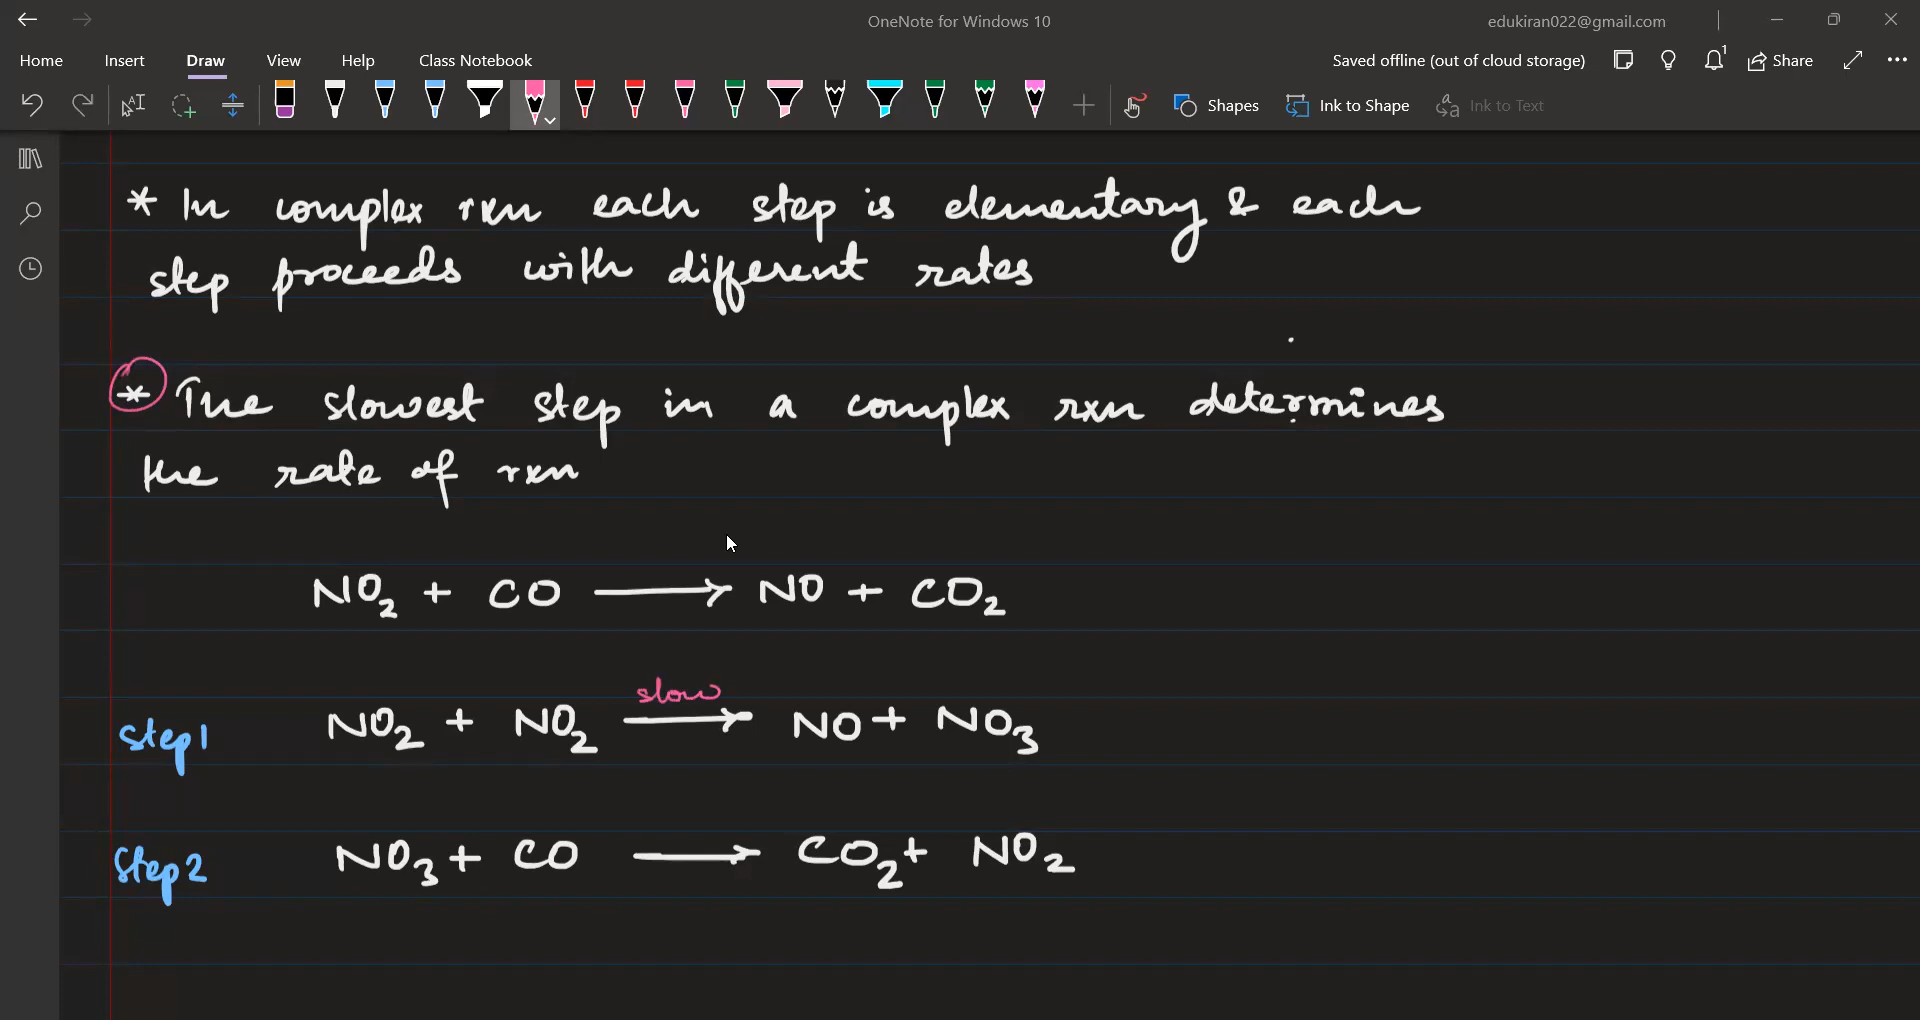 OneNote for Windows 10
edukiran022@gmail.com
Home Insert Draw View Help Class Notebook
Saved offline (out of cloud storage) 1 Share
Shapes Ink to Shape Ink to Text
* In complex rxn each step is elementary & each
step proceeds with different rates
* The slowest step in a complex rxn determines
the rate of rxn
NO₂ + CO ⟶ NO + CO₂
slow
step1 NO₂ + NO₂ ⟶ NO + NO₃
Step2 NO₃ + CO ⟶ CO₂ + NO₂